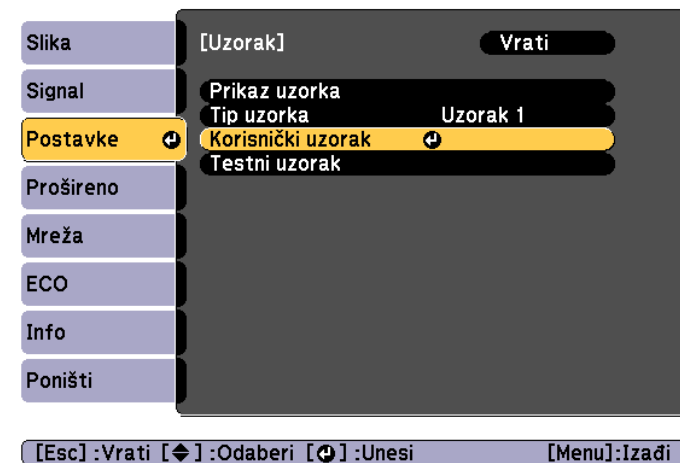 Slika
Signal
Postavke
Prošireno
Mreža
ECO
Info
Poništi
[Uzorak] Vrati
Prikaz uzorka
Tip uzorka Uzorak 1
Korisnički uzorak
Testni uzorak
[Esc] :Vrati [◆] :Odaberi [⏎] :Unesi [Menu]:Izađi